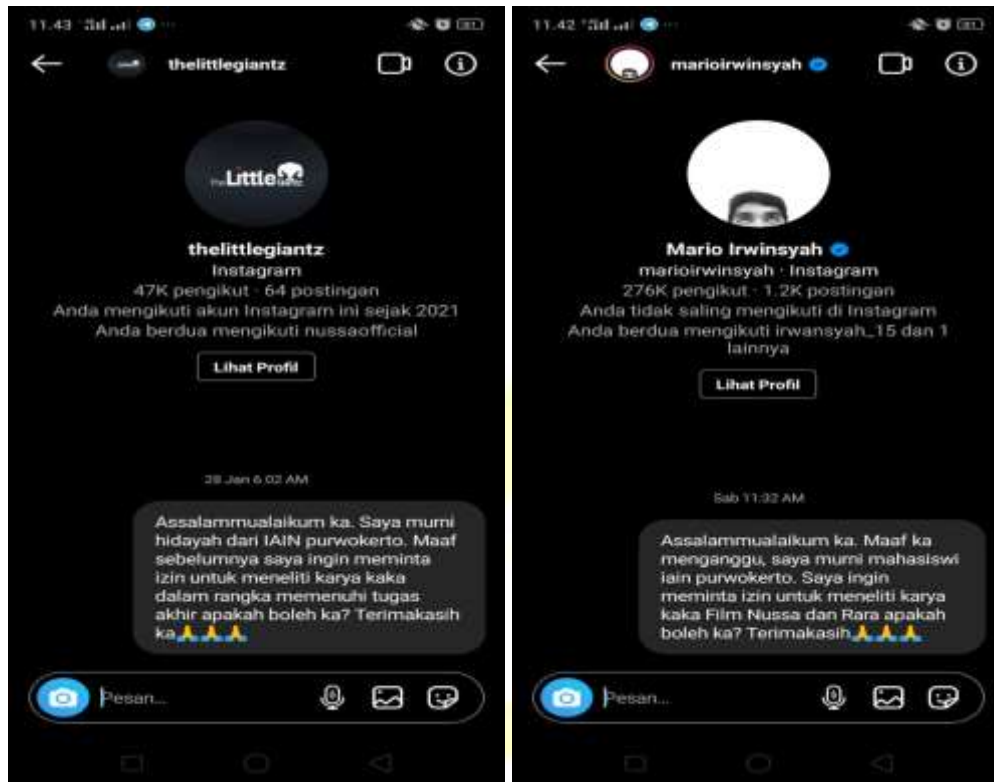 11.43
thelittlegiantz
Little
thelittlegiantz
Instagram
47K pengikut · 64 postingan
Anda mengikuti akun Instagram ini sejak 2021
Anda berdua mengikuti nussaofficial
Lihat Profil
28 Jan 6.02 AM
Assalammualaikum ka. Saya murni
hidayah dari IAIN purwokerto. Maaf
sebelumnya saya ingin meminta
izin untuk meneliti karya kaka
dalam rangka memenuhi tugas
akhir apakah boleh ka? Terimakasih
ka🙏🙏🙏
Pesan...
11.42
marioirwinsyah
Mario Irwinsyah
marioirwinsyah · Instagram
276K pengikut · 1.2K postingan
Anda tidak saling mengikuti di Instagram
Anda berdua mengikuti irwansyah_15 dan 1
lainnya
Lihat Profil
Sab 11:32 AM
Assalammualaikum ka. Maaf ka
menganggu, saya murni mahasiswi
iain purwokerto. Saya ingin
meminta izin untuk meneliti karya
kaka Film Nussa dan Rara apakah
boleh ka? Terimakasih🙏🙏🙏
Pesan...